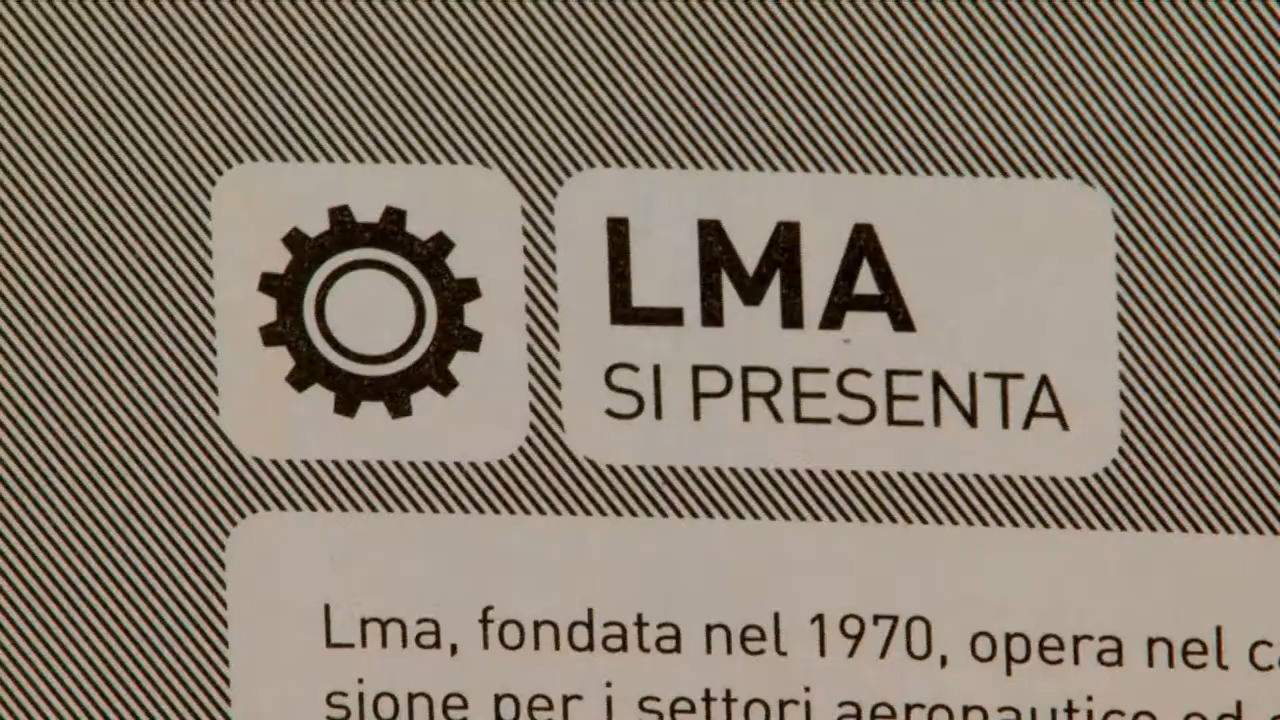 LMA
SI PRESENTA
Lma, fondata nel 1970, opera nel
sione per i settori aeronautico ed